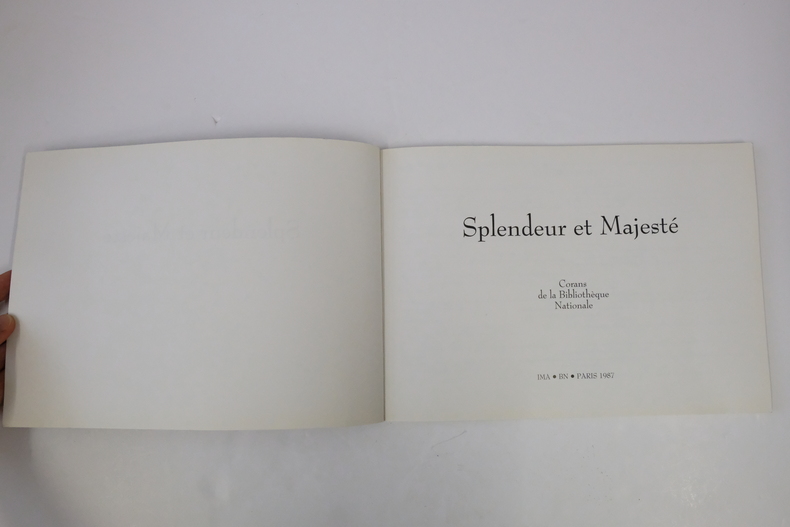 Splendeur et Majesté
Corans
de la Bibliothèque
Nationale
IMA ● BN ● PARIS 1987